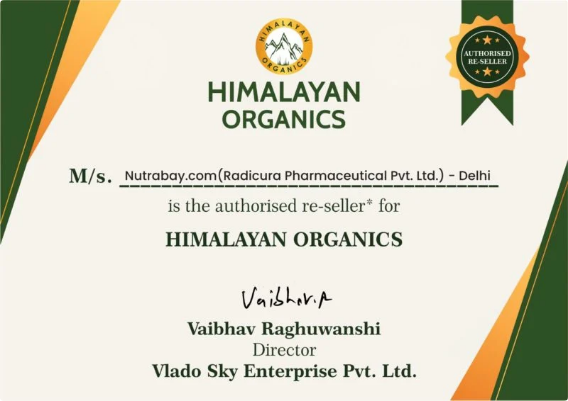 HIMALAYAN
ORGANICS
HIMALAYAN
ORGANICS
AUTHORISED
RE-SELLER
M/s. Nutrabay.com(Radicura Pharmaceutical Pvt. Ltd.) - Delhi
is the authorised re-seller* for
HIMALAYAN ORGANICS
Vaibhav.R
Vaibhav Raghuwanshi
Director
Vlado Sky Enterprise Pvt. Ltd.